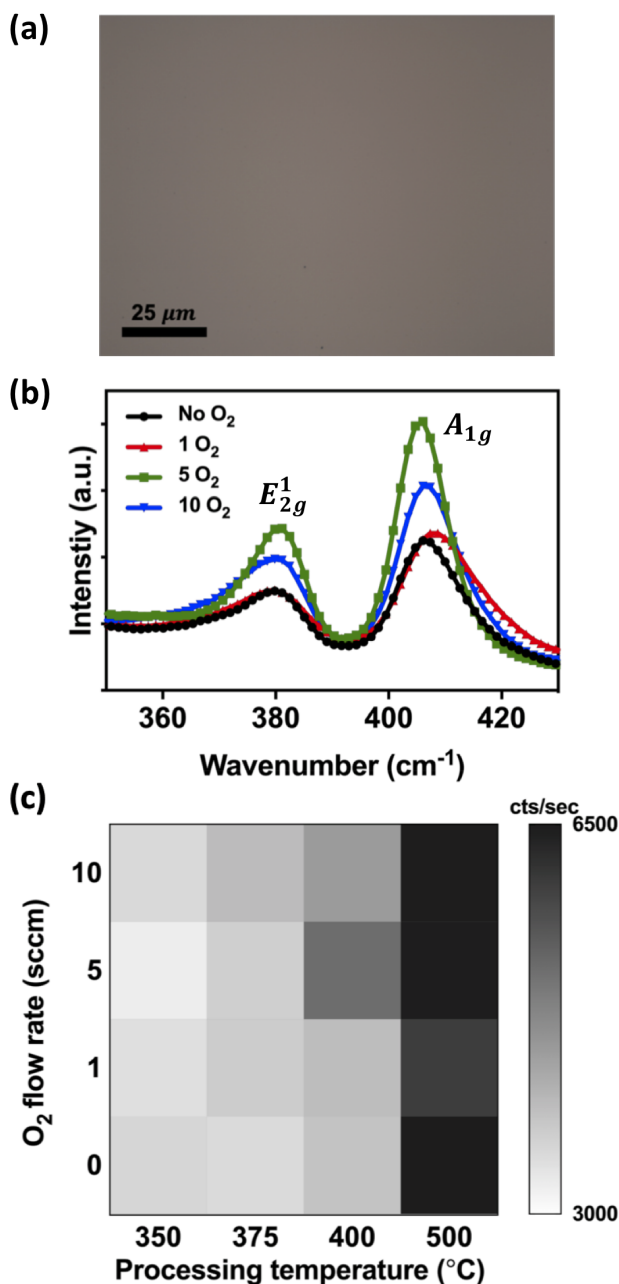 (a)
25 μm
(b)
No O₂
1 O₂
5 O₂
10 O₂
E¹₂g
A₁g
Intenstiy (a.u.)
360 380 400 420
Wavenumber (cm⁻¹)
(c)
cts/sec
6500
3000
O₂ flow rate (sccm)
10
5
1
0
350 375 400 500
Processing temperature (°C)